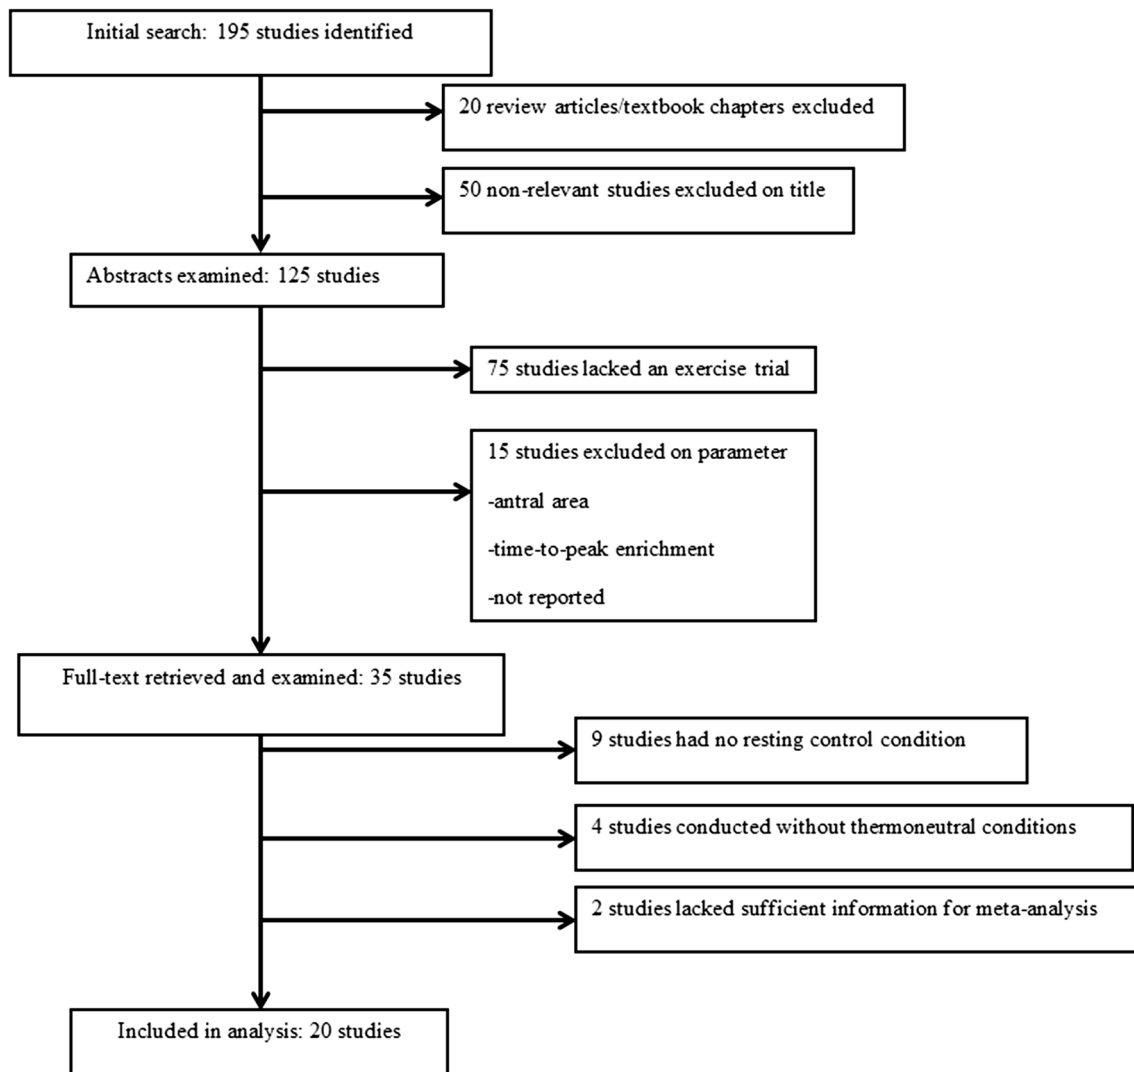 Initial search: 195 studies identified
20 review articles/textbook chapters excluded
50 non-relevant studies excluded on title
Abstracts examined: 125 studies
75 studies lacked an exercise trial
15 studies excluded on parameter
-antral area
-time-to-peak enrichment
-not reported
Full-text retrieved and examined: 35 studies
9 studies had no resting control condition
4 studies conducted without thermoneutral conditions
2 studies lacked sufficient information for meta-analysis
Included in analysis: 20 studies